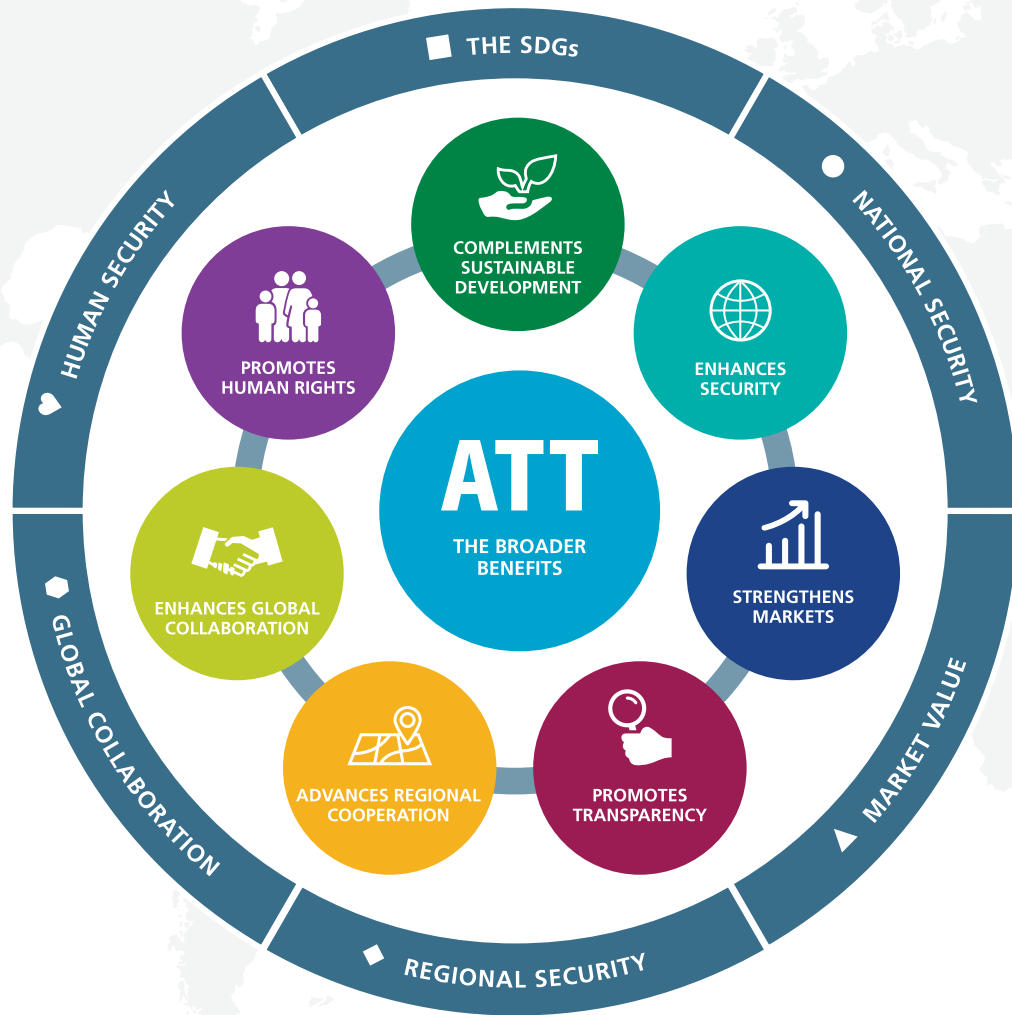 THE SDGs
NATIONAL SECURITY
MARKET VALUE
REGIONAL SECURITY
GLOBAL COLLABORATION
HUMAN SECURITY
COMPLEMENTS
SUSTAINABLE
DEVELOPMENT
ENHANCES
SECURITY
STRENGTHENS
MARKETS
PROMOTES
TRANSPARENCY
ADVANCES REGIONAL
COOPERATION
ENHANCES GLOBAL
COLLABORATION
PROMOTES
HUMAN RIGHTS
ATT
THE BROADER
BENEFITS